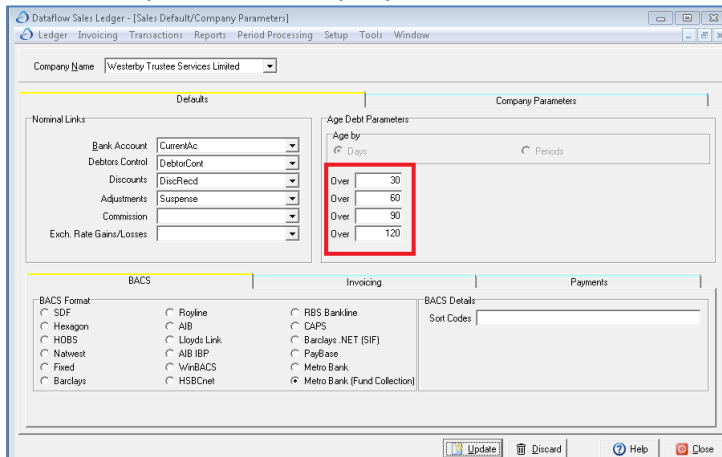 Dataflow Sales Ledger - [Sales Default/Company Parameters]
Ledger Invoicing Transactions Reports Period Processing Setup Tools Window
Company Name Westerby Trustee Services Limited
Defaults Company Parameters
Nominal Links Age Debt Parameters
Age by
Days Periods
Bank Account CurrentAc
Debtors Control DebtorCont
Discounts DiscRecd
Adjustments Suspense
Commission
Exch. Rate Gains/Losses
Over 30
Over 60
Over 90
Over 120
BACS Invoicing Payments
BACS Format BACS Details
SDF Royline RBS Bankline Sort Codes
Hexagon AIB CAPS
HOBS Lloyds Link Barclays .NET (SIF)
Natwest AIB IBP PayBase
Fixed WinBACS Metro Bank
Barclays HSBCnet Metro Bank (Fund Collection)
Update Discard Help Close